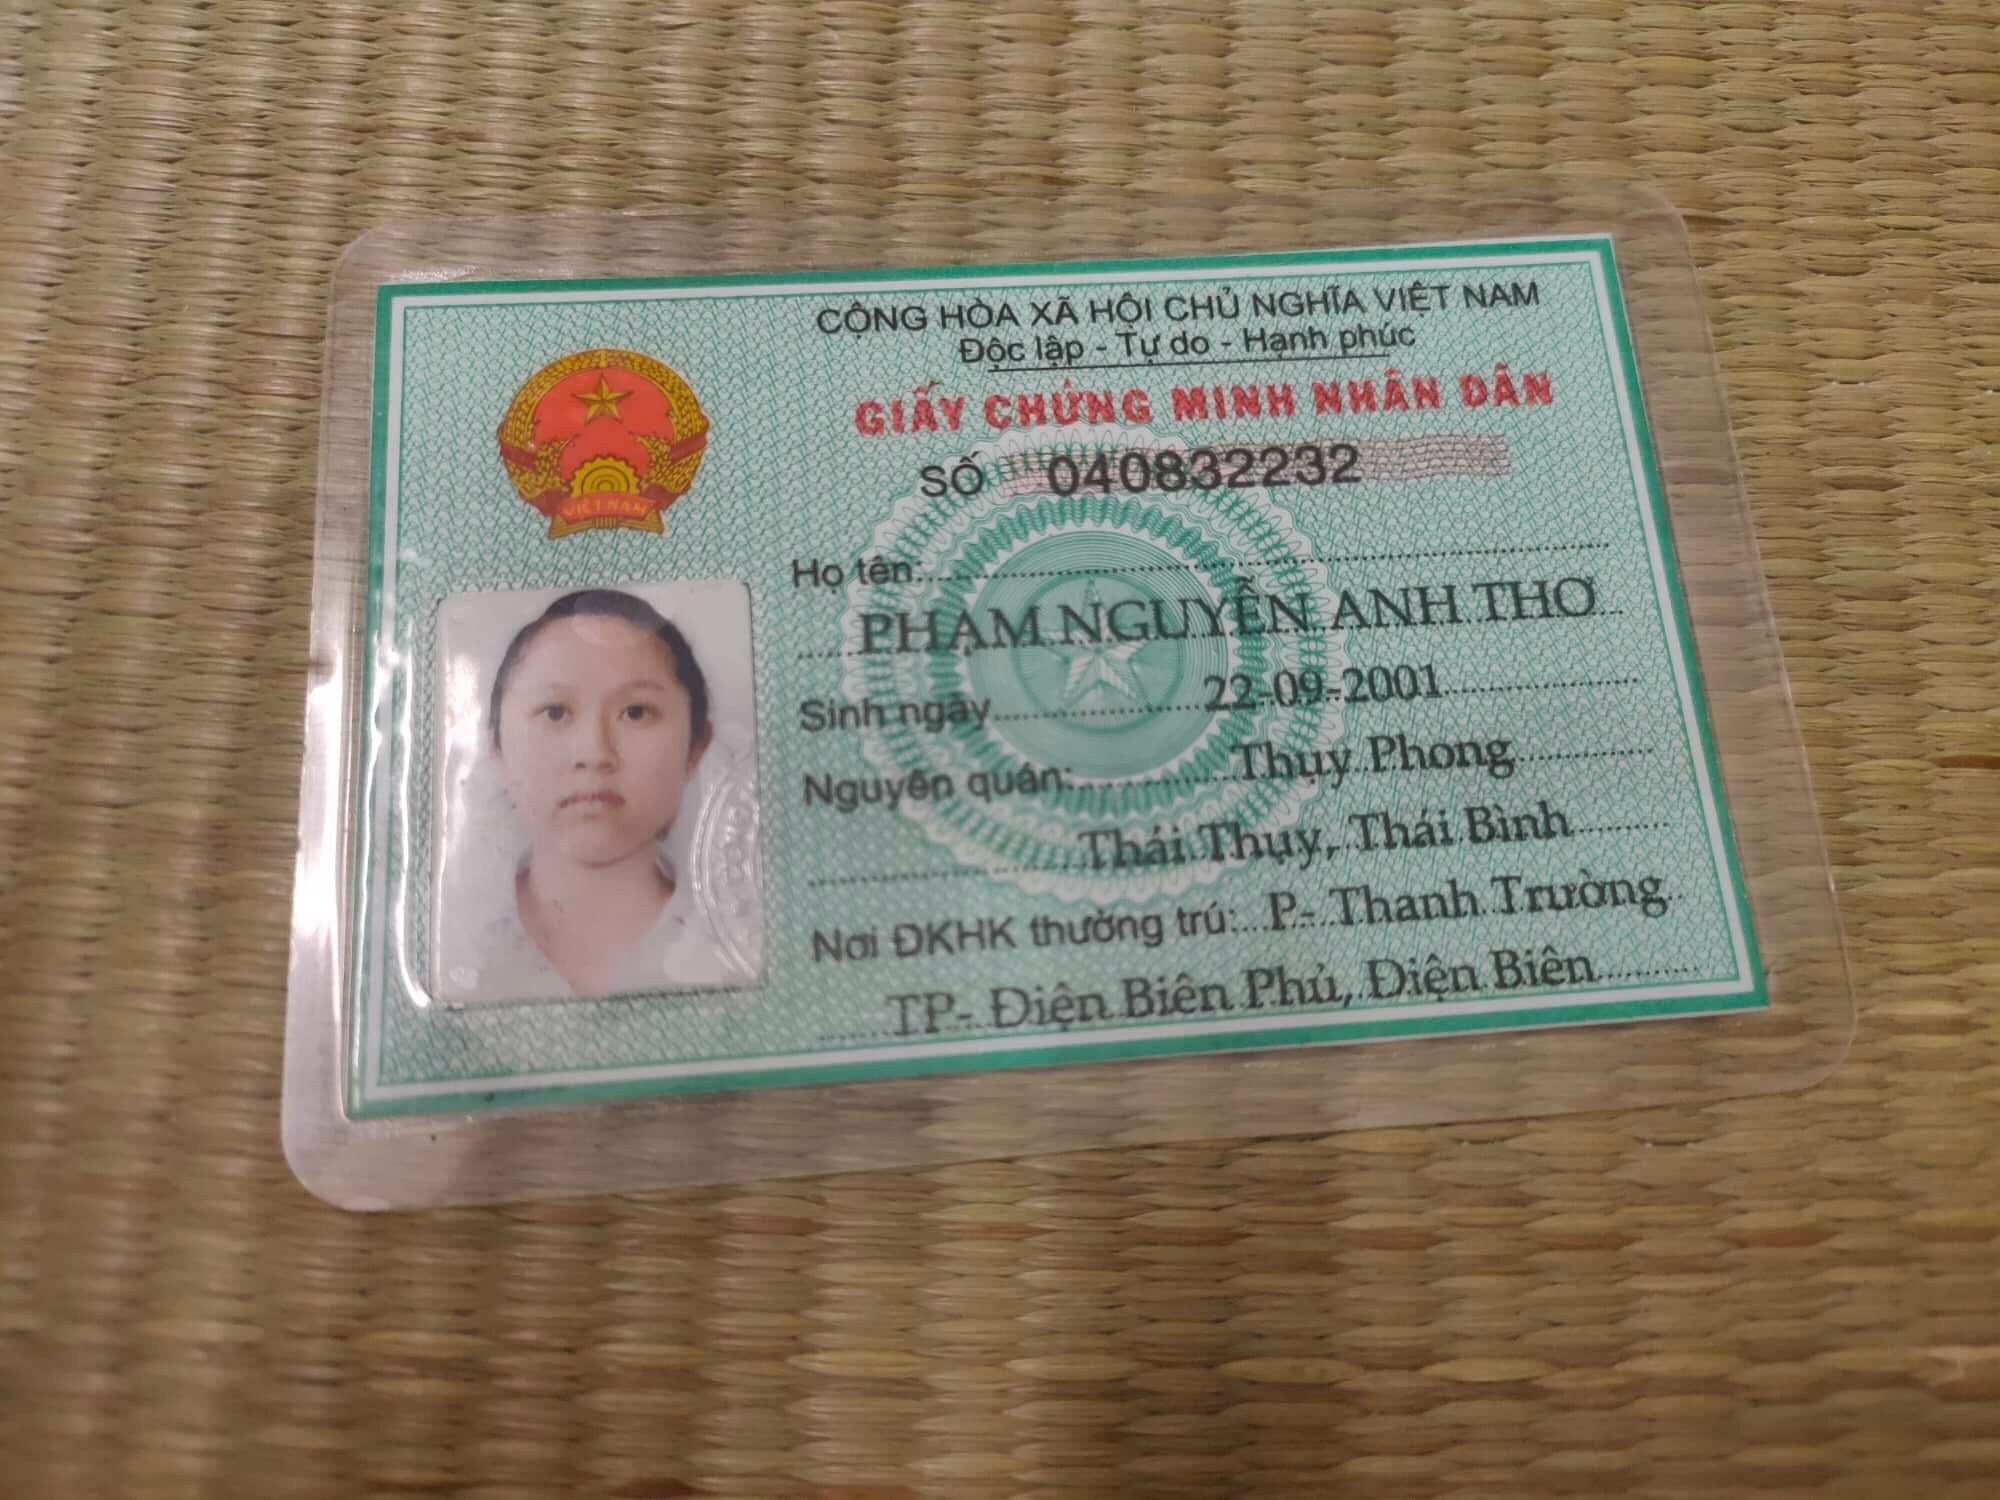 CỘNG HÒA XÃ HỘI CHỦ NGHĨA VIỆT NAM
Độc lập - Tự do - Hạnh phúc
GIẤY CHỨNG MINH NHÂN DÂN
SỐ 040832232
VIỆT NAM
Họ tên:
PHẠM NGUYỄN ANH THƠ
Sinh ngày 22-09-2001
Nguyên quán: Thụy Phong
Thái Thụy, Thái Bình
Nơi ĐKHK thường trú: P- Thanh Trường
TP- Điện Biên Phủ, Điện Biên